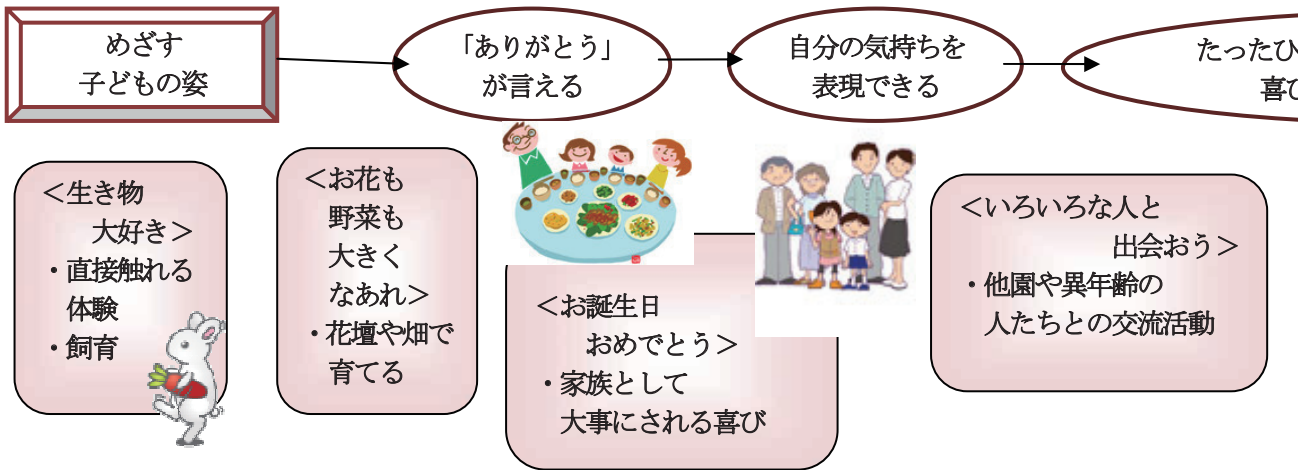 めざす
子どもの姿
「ありがとう」
が言える
自分の気持ちを
表現できる
たったひ
喜び
＜生き物
大好き＞
・直接触れる
体験
・飼育
＜お花も
野菜も
大きく
なあれ＞
・花壇や畑で
育てる
＜お誕生日
おめでとう＞
・家族として
大事にされる喜び
＜いろいろな人と
出会おう＞
・他園や異年齢の
人たちとの交流活動